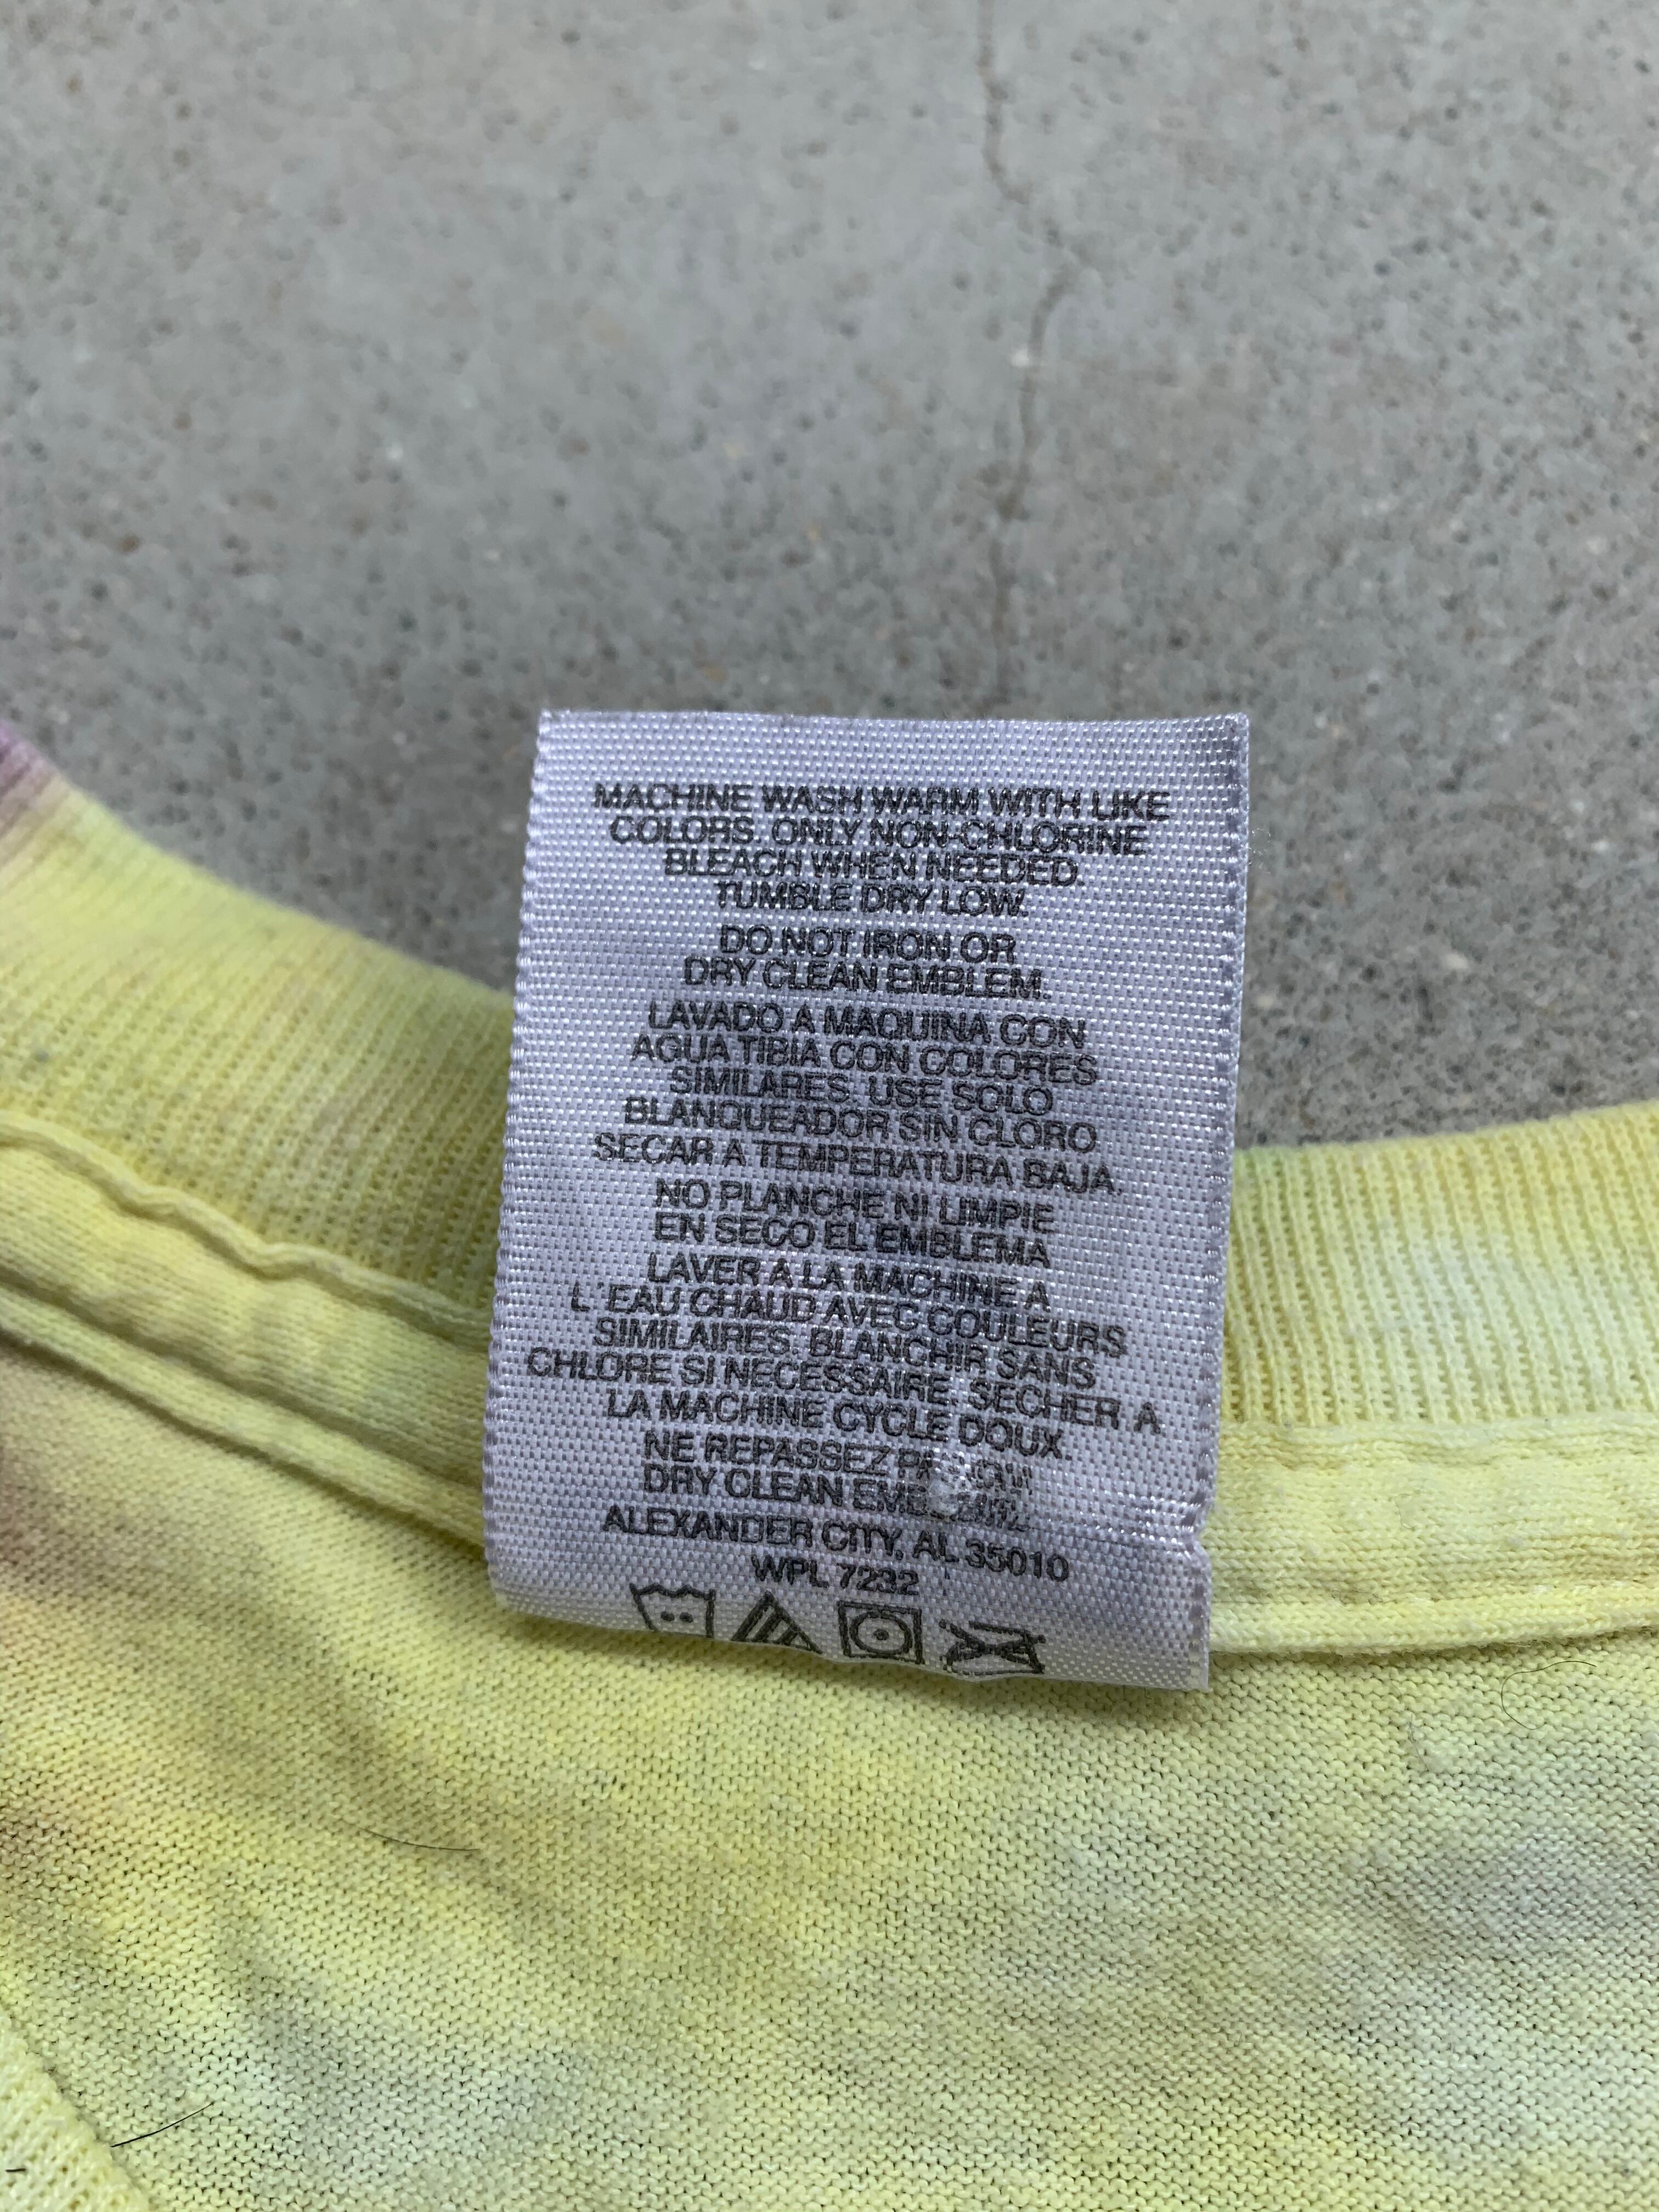 MACHINE WASH WARM WITH LIKE
COLORS. ONLY NON-CHLORINE
BLEACH WHEN NEEDED.
TUMBLE DRY LOW.
DO NOT IRON OR
DRY CLEAN EMBLEM.
LAVADO A MAQUINA CON
AGUA TIBIA CON COLORES
SIMILARES. USE SOLO
BLANQUEADOR SIN CLORO
SECAR A TEMPERATURA BAJA.
NO PLANCHE NI LIMPIE
EN SECO EL EMBLEMA
LAVER A LA MACHINE A
L'EAU CHAUD AVEC COULEURS
SIMILAIRES. BLANCHIR SANS
CHLORE SI NECESSAIRE. SECHER A
LA MACHINE CYCLE DOUX.
NE REPASSEZ
DRY CLEAN
ALEXANDER CITY, AL 35010
WPL 7232